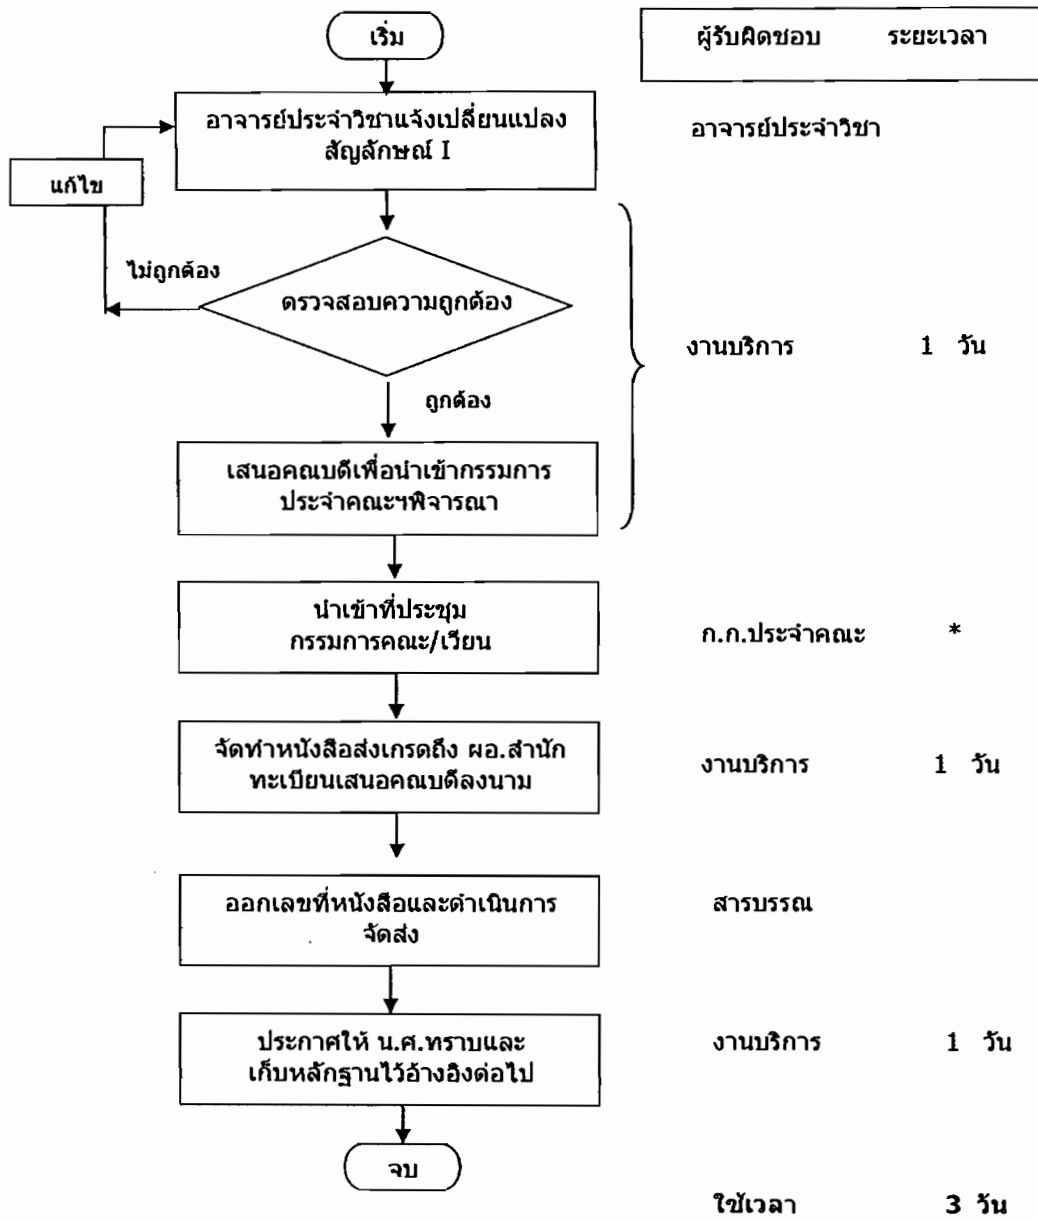 เริ่ม
ผู้รับผิดชอบ ระยะเวลา
อาจารย์ประจำวิชาแจ้งเปลี่ยนแปลง
สัญลักษณ์ I
อาจารย์ประจำวิชา
แก้ไข
ไม่ถูกต้อง
ตรวจสอบความถูกต้อง
งานบริการ 1 วัน
ถูกต้อง
เสนอคณบดีเพื่อนำเข้ากรรมการ
ประจำคณะฯพิจารณา
นำเข้าที่ประชุม
กรรมการคณะ/เวียน
ก.ก.ประจำคณะ *
จัดทำหนังสือส่งเกรดถึง ผอ.สำนัก
ทะเบียนเสนอคณบดีลงนาม
งานบริการ 1 วัน
ออกเลขที่หนังสือและดำเนินการ
จัดส่ง
สารบรรณ
ประกาศให้ น.ศ.ทราบและ
เก็บหลักฐานไว้อ้างอิงต่อไป
งานบริการ 1 วัน
จบ
ใช้เวลา 3 วัน